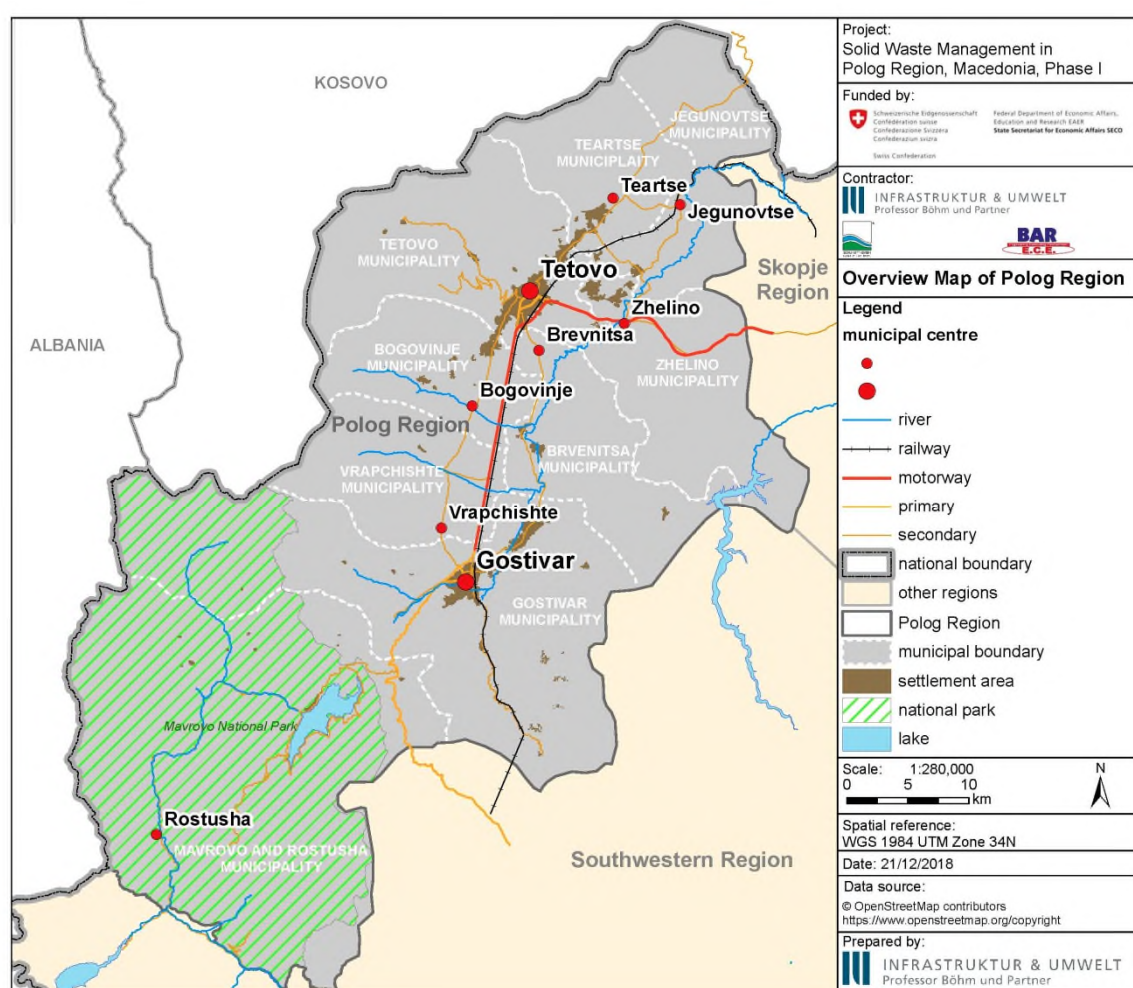 KOSOVO
JEGUNOVTSE
MUNICIPALITY
TEARTSE
MUNICIPLAITY
Teartse
Jegunovtse
TETOVO
MUNICIPALITY
Skopje
Region
Tetovo
Zhelino
ALBANIA
Brevnitsa
BOGOVINJE
MUNICIPALITY
ZHELINO
MUNICIPALITY
Bogovinje
Polog Region
BRVENITSA
MUNICIPALITY
VRAPCHISHTE
MUNICIPALITY
Vrapchishte
Gostivar
GOSTIVAR
MUNICIPALITY
Mavrovo National Park
Rostusha
MAVROVO AND ROSTUSHA
MUNICIPALITY
Southwestern Region
Project:
Solid Waste Management in
Polog Region, Macedonia, Phase I
Funded by:
Schweizerische Eidgenossenschaft
Confédération suisse
Confederazione Svizzera
Confederaziun svizra
Swiss Confederation
Federal Department of Economic Affairs,
Education and Research EAER
State Secretariat for Economic Affairs SECO
Contractor:
INFRASTRUKTUR & UMWELT
Professor Böhm und Partner
BAR
E.C.E.
Overview Map of Polog Region
Legend
municipal centre
river
railway
motorway
primary
secondary
national boundary
other regions
Polog Region
municipal boundary
settlement area
national park
lake
Scale: 1:280,000
0 5 10
km
N
Spatial reference:
WGS 1984 UTM Zone 34N
Date: 21/12/2018
Data source:
© OpenStreetMap contributors
https://www.openstreetmap.org/copyright
Prepared by:
INFRASTRUKTUR & UMWELT
Professor Böhm und Partner